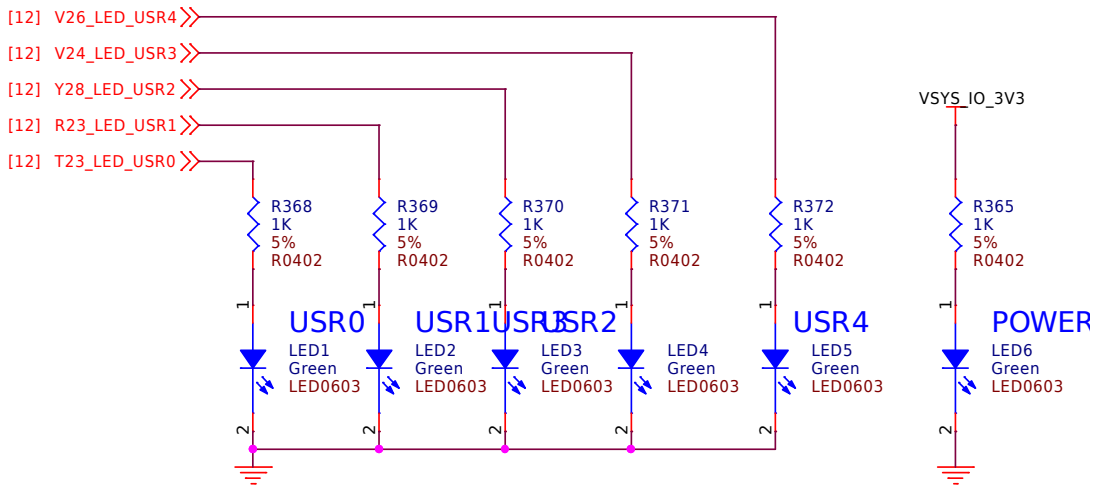 [12] V26_LED_USR4
[12] V24_LED_USR3
[12] Y28_LED_USR2
[12] R23_LED_USR1
[12] T23_LED_USR0
VSYS_IO_3V3
R368
1K
5%
R0402
R369
1K
5%
R0402
R370
1K
5%
R0402
R371
1K
5%
R0402
R372
1K
5%
R0402
R365
1K
5%
R0402
1
1
1
1
1
1
USR0
LED1
Green
LED0603
USR1
LED2
Green
LED0603
USR3
USR2
LED3
Green
LED0603
LED4
Green
LED0603
USR4
LED5
Green
LED0603
POWER
LED6
Green
LED0603
2
2
2
2
2
2